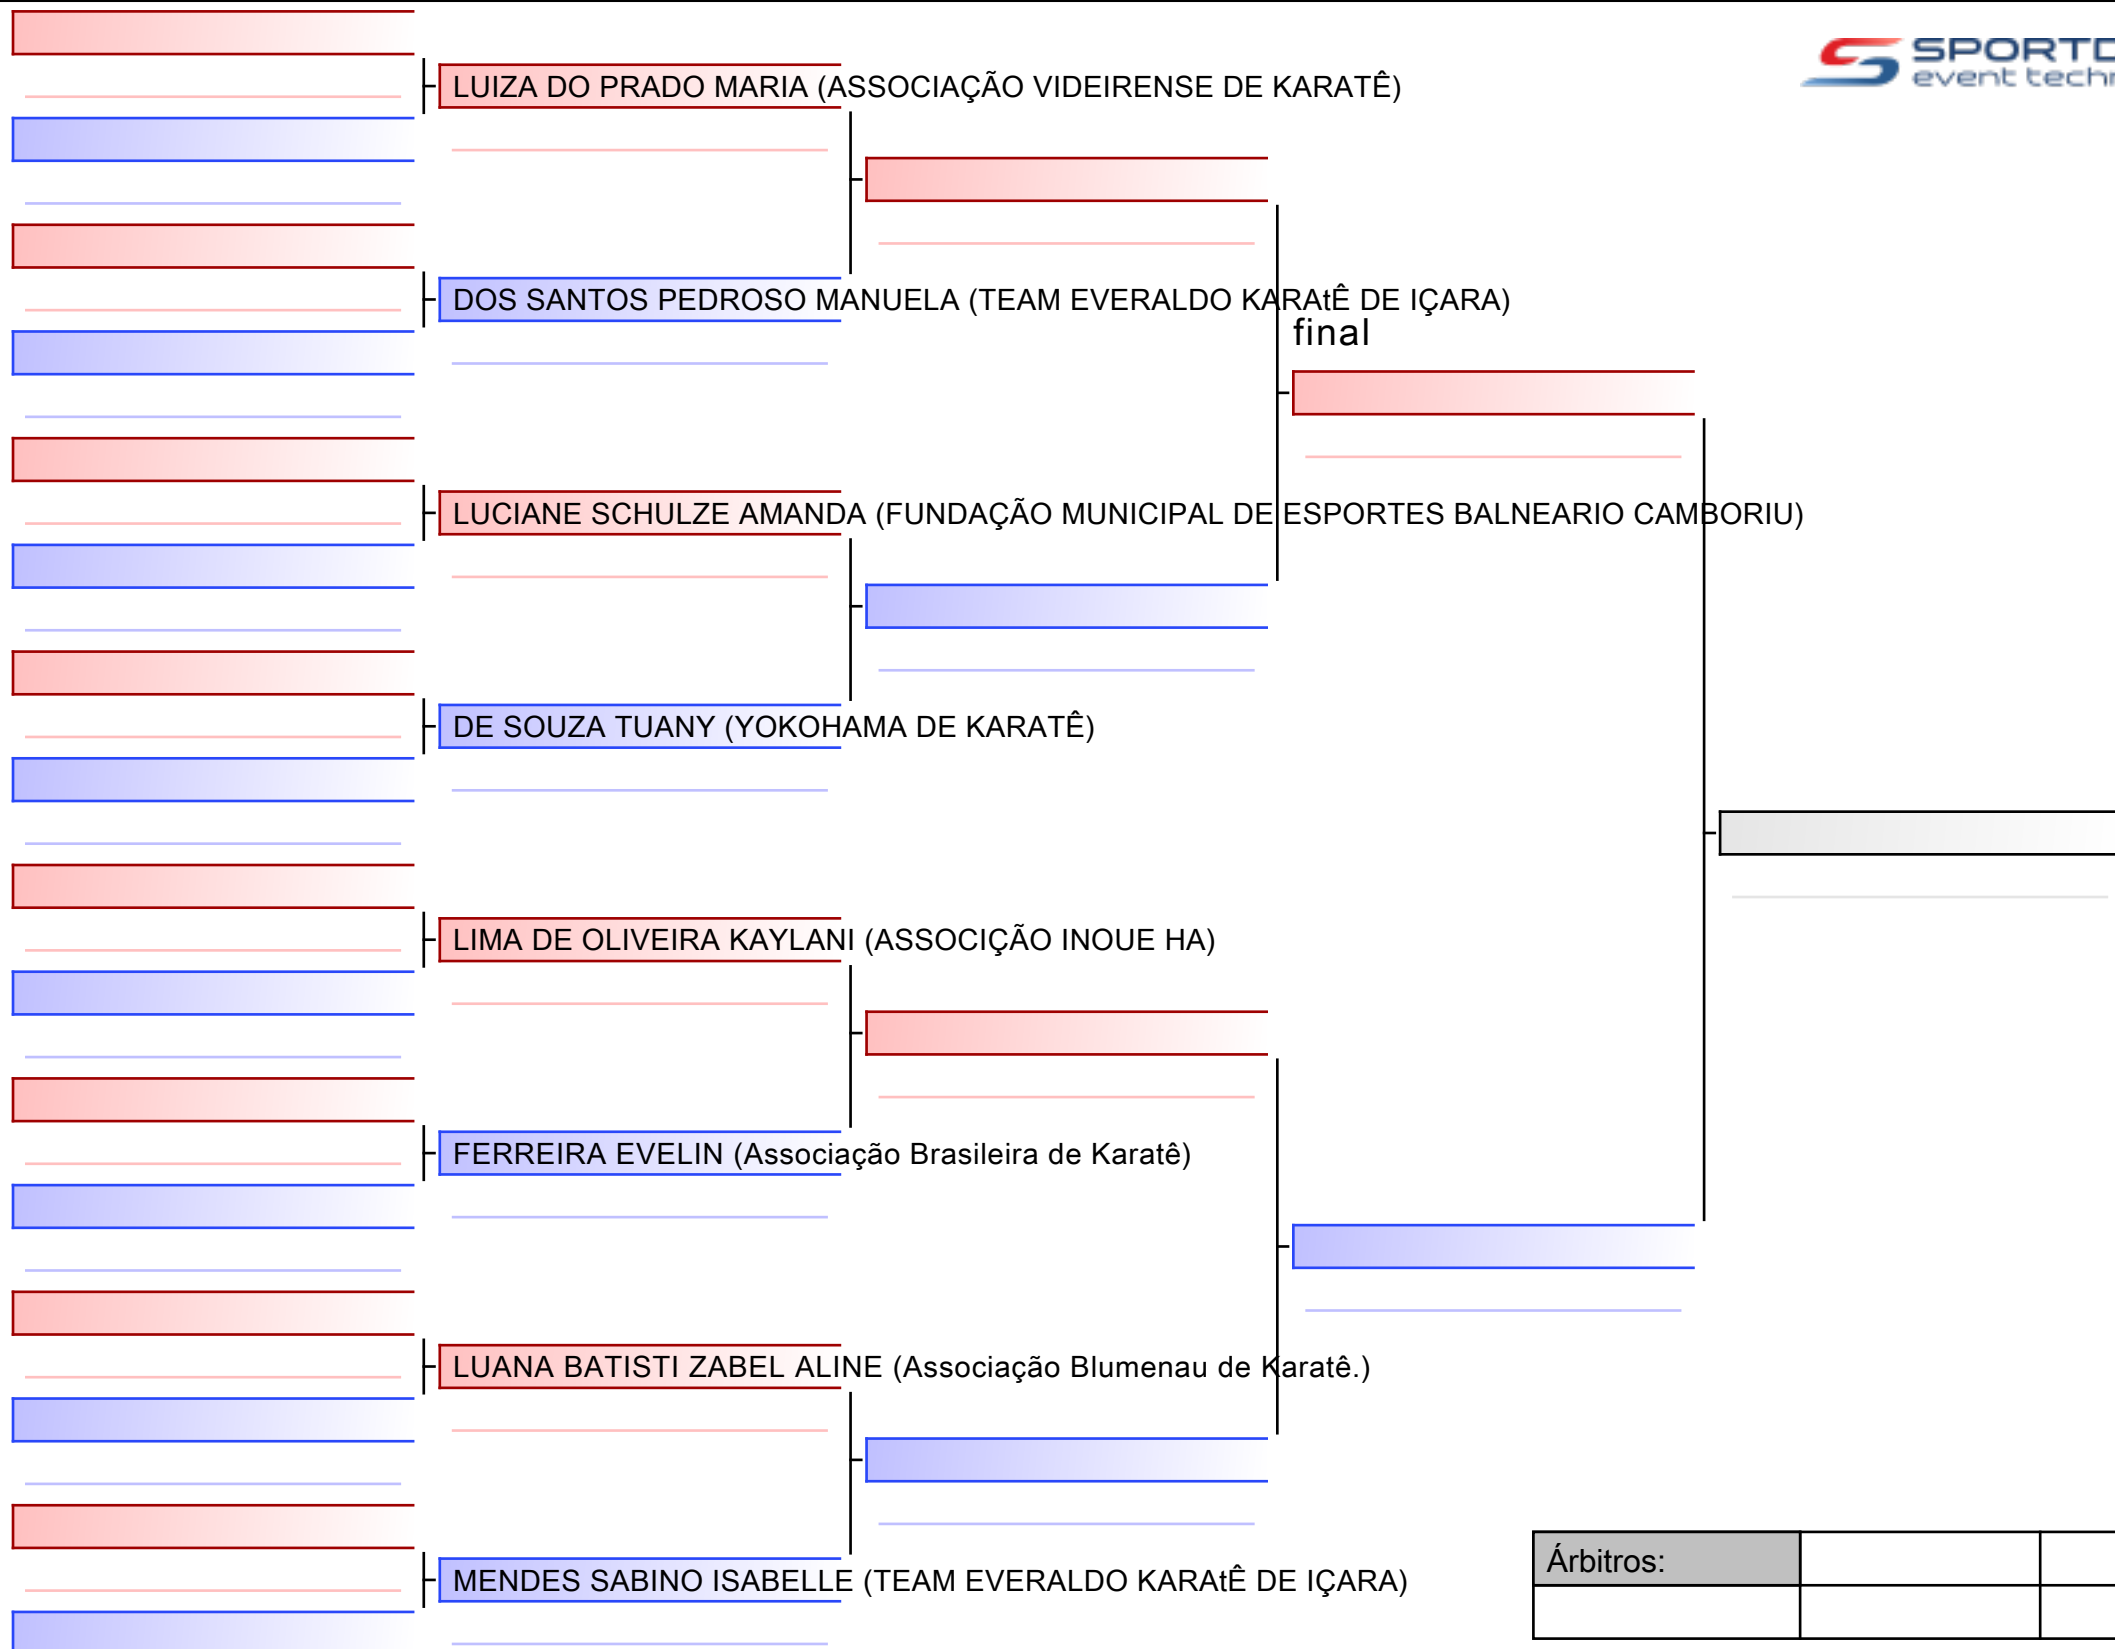 LUIZA DO PRADO MARIA (ASSOCIAÇÃO VIDEIRENSE DE KARATÊ)
DOS SANTOS PEDROSO MANUELA (TEAM EVERALDO KARAtÊ DE IÇARA)
final
LUCIANE SCHULZE AMANDA (FUNDAÇÃO MUNICIPAL DE ESPORTES BALNEARIO CAMBORIU)
DE SOUZA TUANY (YOKOHAMA DE KARATÊ)
LIMA DE OLIVEIRA KAYLANI (ASSOCIÇÃO INOUE HA)
FERREIRA EVELIN (Associação Brasileira de Karatê)
LUANA BATISTI ZABEL ALINE (Associação Blumenau de Karatê.)
MENDES SABINO ISABELLE (TEAM EVERALDO KARAtÊ DE IÇARA)
Árbitros:
event